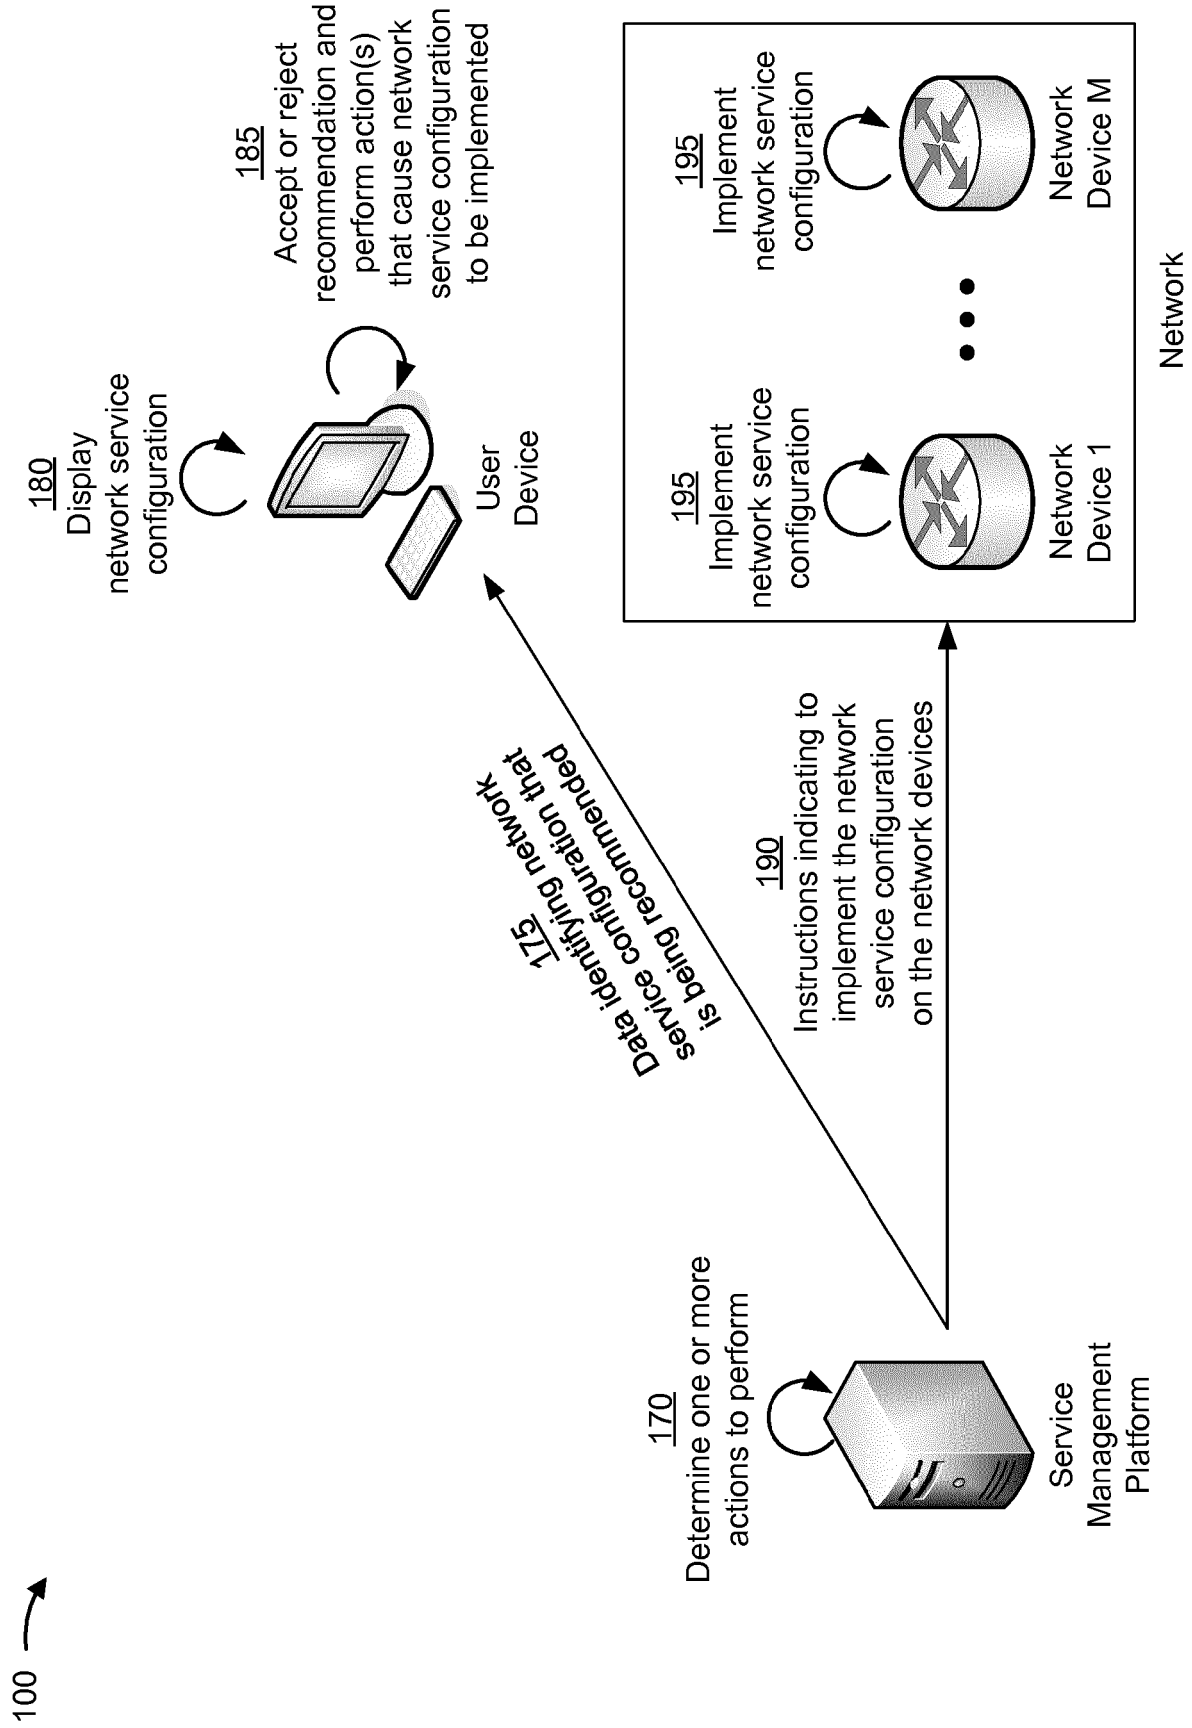 100
170
Determine one or more
actions to perform
Service
Management
Platform
175
Data identifying network
service configuration that
is being recommended
180
Display
network service
configuration
185
Accept or reject
recommendation and
perform action(s)
that cause network
service configuration
to be implemented
User
Device
190
Instructions indicating to
implement the network
service configuration
on the network devices
195
Implement
network service
configuration
Network
Device 1
195
Implement
network service
configuration
Network
Device M
Network